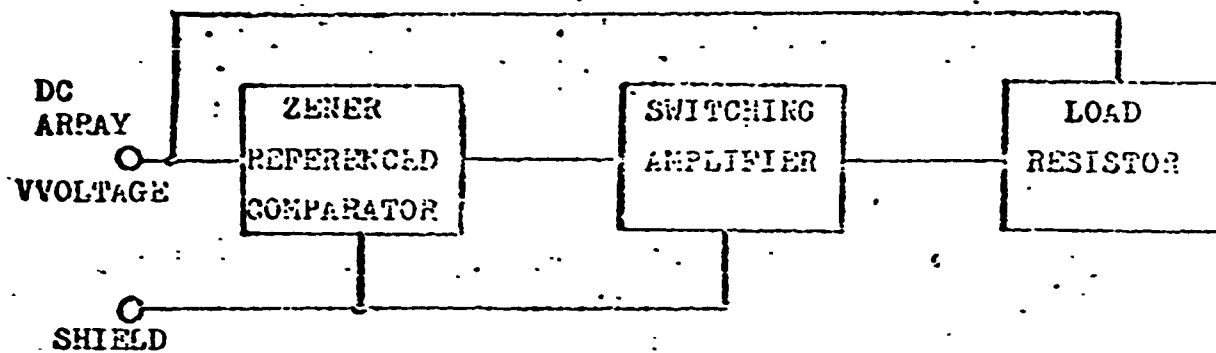 DC
ARRAY
VVOLTAGE
ZENER
REFERENCED
COMPARATOR
SWITCHING
AMPLIFIER
LOAD
RESISTOR
SHIELD